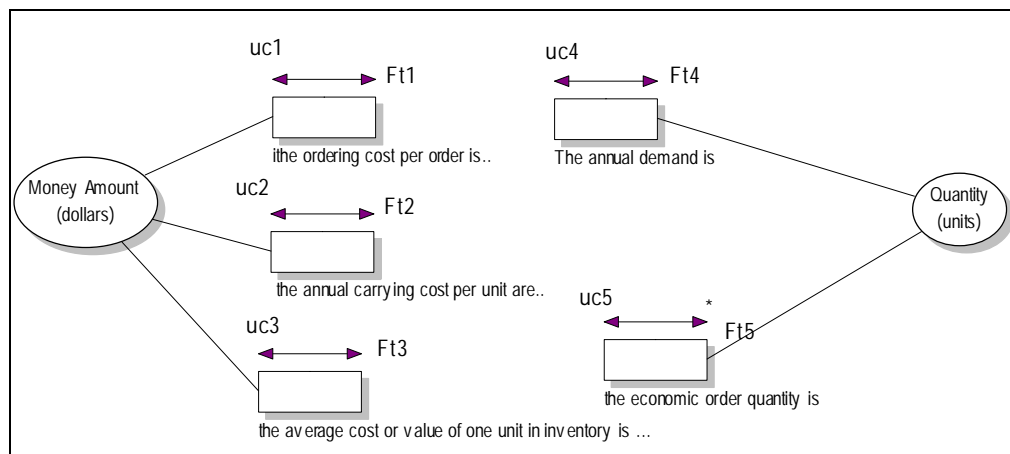 uc1
Ft1
ithe ordering cost per order is..
uc4
Ft4
The annual demand is
Money Amount
(dollars)
uc2
Ft2
the annual carrying cost per unit are..
Quantity
(units)
uc3
Ft3
the average cost or value of one unit in inventory is ...
uc5
*
Ft5
the economic order quantity is